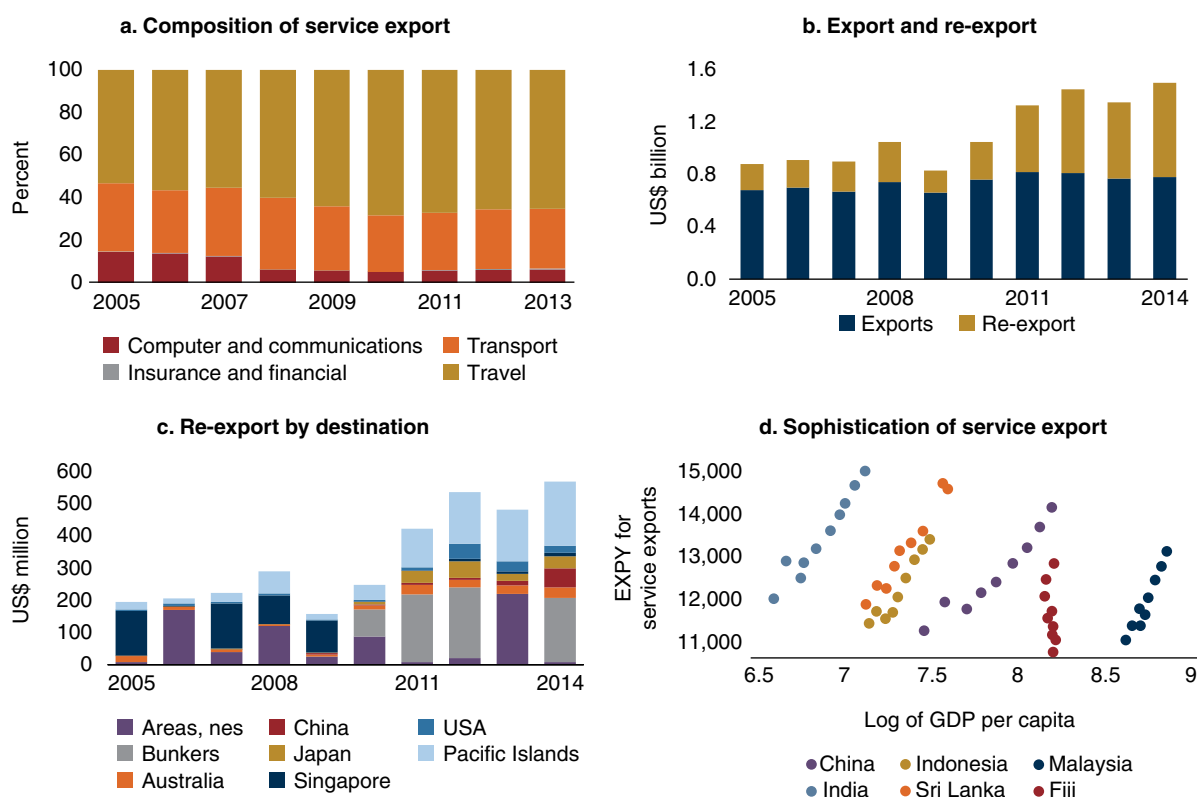 a. Composition of service export
Percent
100
80
60
40
20
0
2005 2007 2009 2011 2013
Computer and communications Transport
Insurance and financial Travel
b. Export and re-export
US$ billion
1.6
1.2
0.8
0.4
0.0
2005 2008 2011 2014
Exports Re-export
c. Re-export by destination
US$ million
600
500
400
300
200
100
0
2005 2008 2011 2014
Areas, nes China USA
Bunkers Japan Pacific Islands
Australia Singapore
d. Sophistication of service export
EXPY for
service exports
15,000
14,000
13,000
12,000
11,000
6.5 7 7.5 8 8.5 9
Log of GDP per capita
China Indonesia Malaysia
India Sri Lanka Fiji